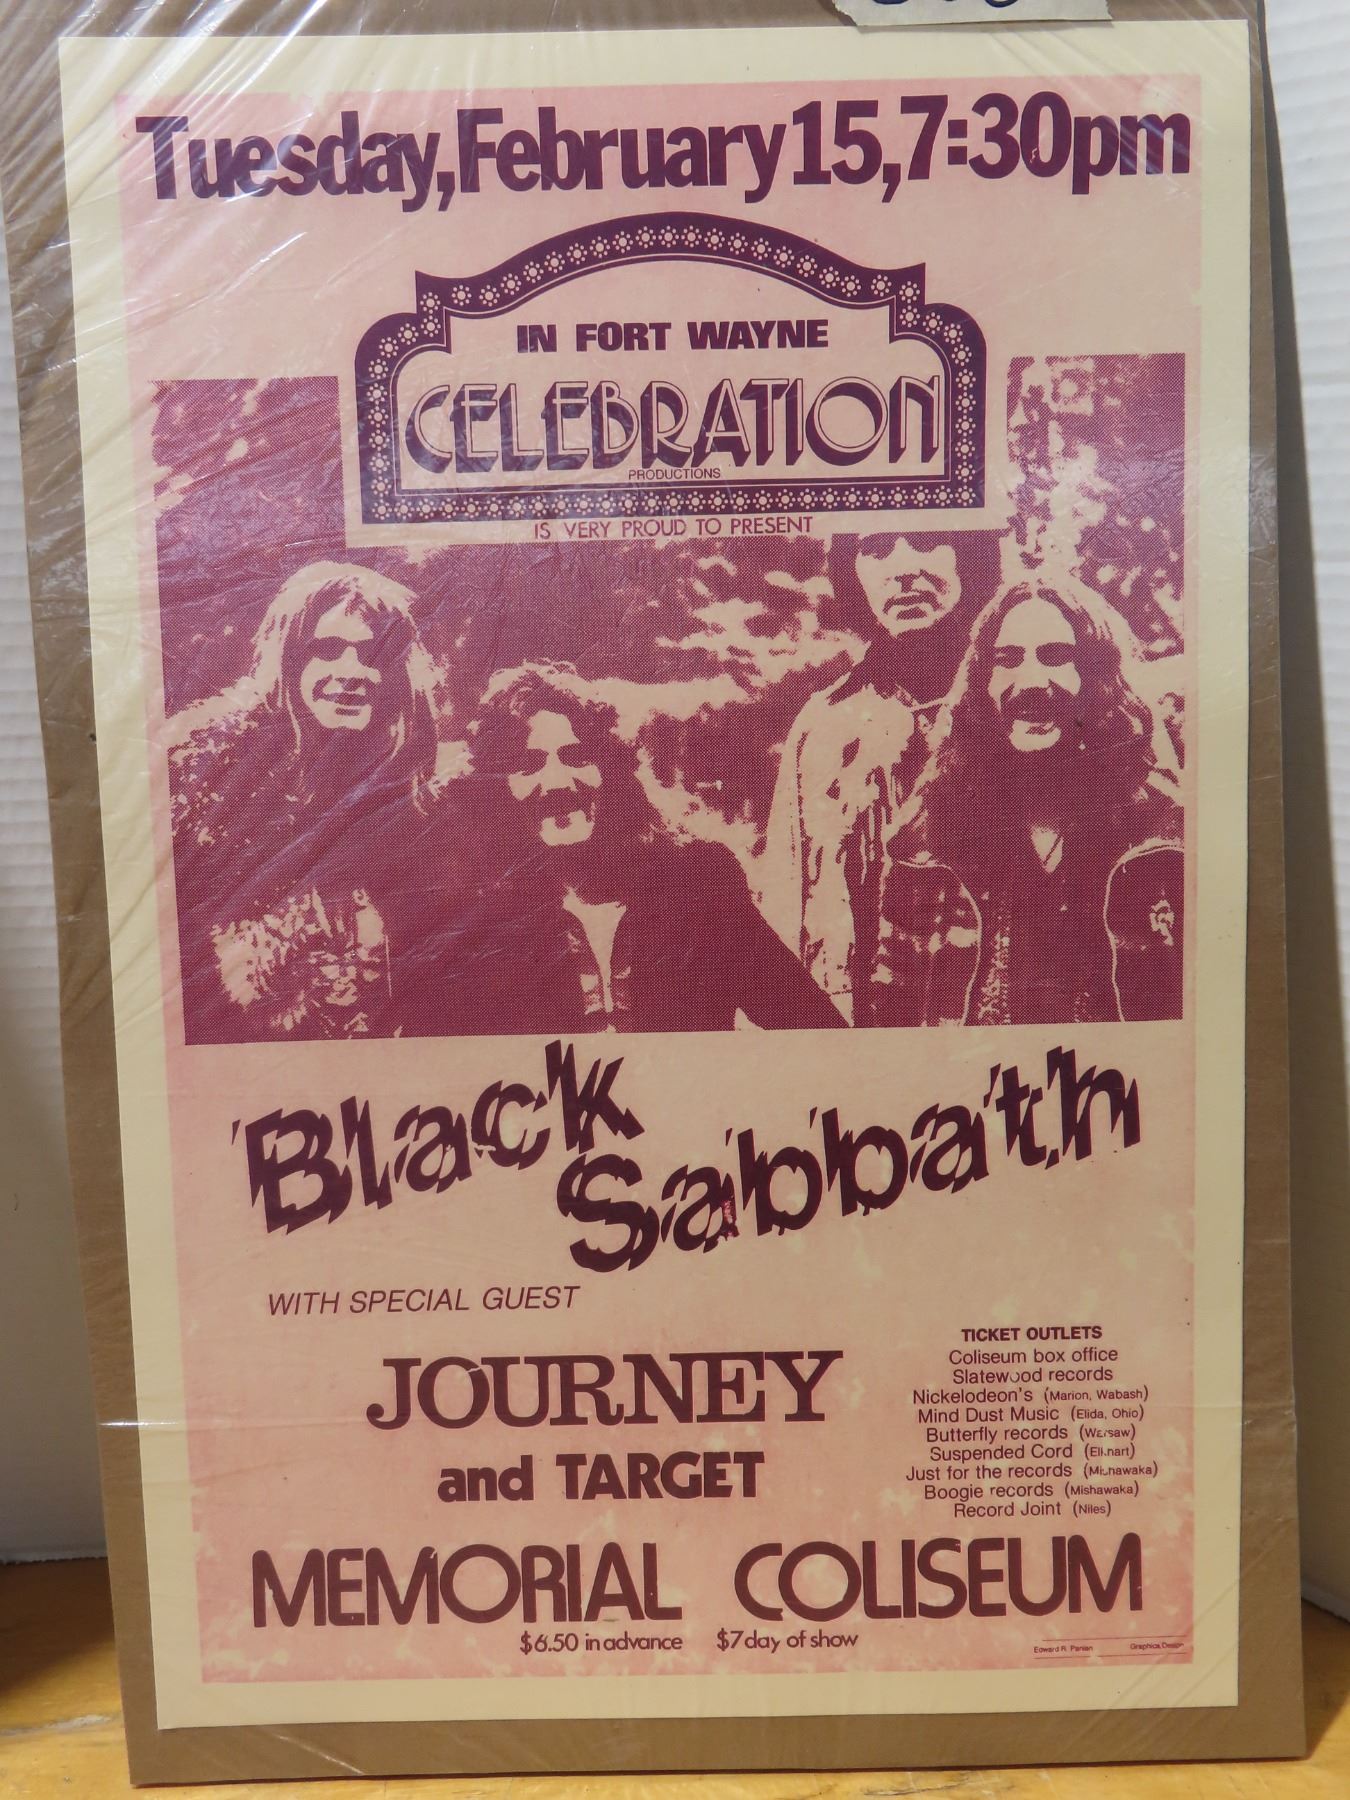 Tuesday, February 15, 7:30pm
IN FORT WAYNE
CELEBRATION
PRODUCTIONS
IS VERY PROUD TO PRESENT
Black
Sabbath
WITH SPECIAL GUEST
JOURNEY
and TARGET
TICKET OUTLETS
Coliseum box office
Slatewood records
Nickelodeon's (Marion, Wabash)
Mind Dust Music (Elida, Ohio)
Butterfly records (Warsaw)
Suspended Cord (Elkhart)
Just for the records (Mishawaka)
Boogie records (Mishawaka)
Record Joint (Niles)
MEMORIAL COLISEUM
$6.50 in advance $7 day of show
Edward R. Graphics Design